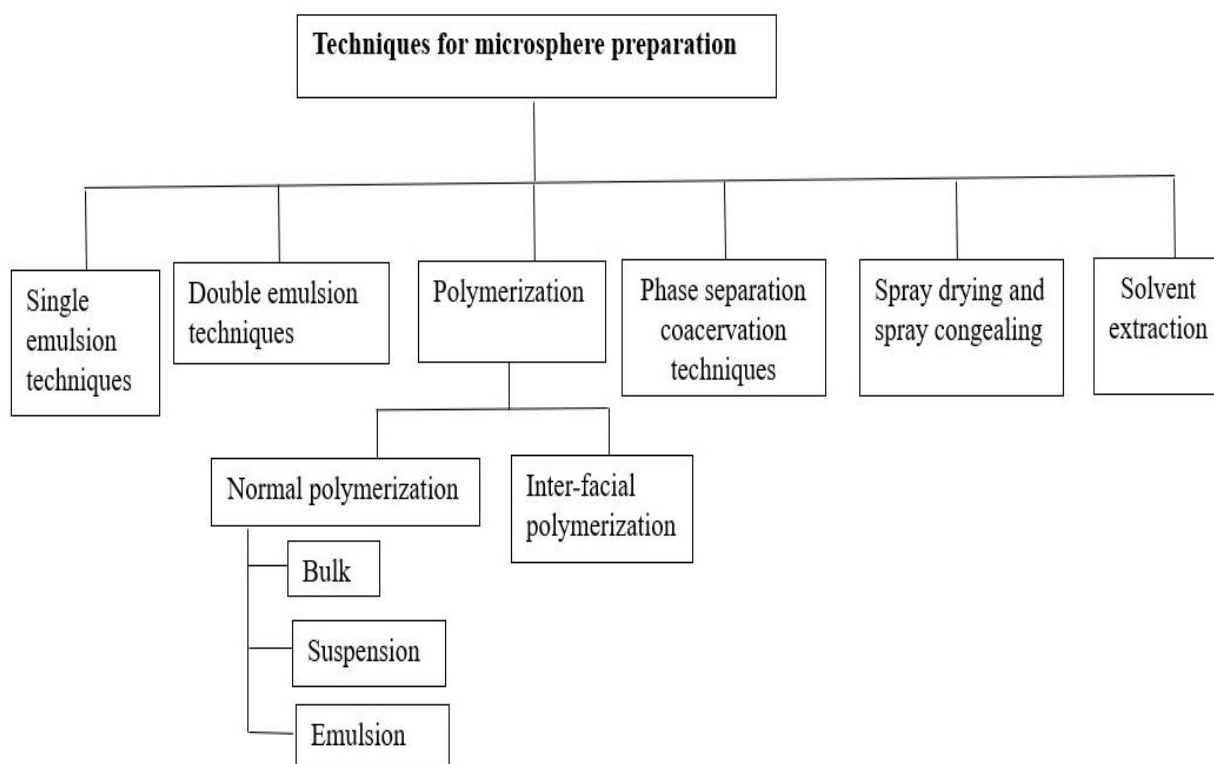 Techniques for microsphere preparation
Single
emulsion
techniques
Double emulsion
techniques
Polymerization
Phase separation
coacervation
techniques
Spray drying and
spray congealing
Solvent
extraction
Normal polymerization
Inter-facial
polymerization
Bulk
Suspension
Emulsion